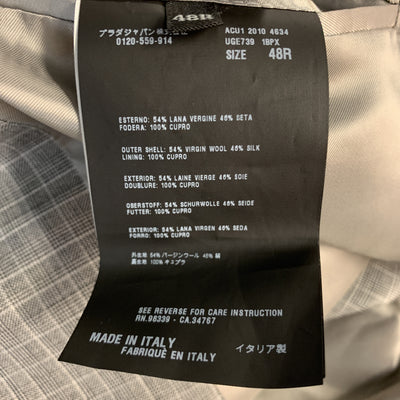 48R
プラダジャパン株式会社
0120-559-914
ACU1 2010 4634
UGE739 1BPX
SIZE 48R
ESTERNO: 54% LANA VERGINE 46% SETA
FODERA: 100% CUPRO
OUTER SHELL: 54% VIRGIN WOOL 46% SILK
LINING: 100% CUPRO
EXTERIOR: 54% LAINE VIERGE 46% SOIE
DOUBLURE: 100% CUPRO
OBERSTOFF: 54% SCHURWOLLE 46% SEIDE
FUTTER: 100% CUPRO
EXTERIOR: 54% LANA VIRGEN 46% SEDA
FORRO: 100% CUPRO
表生地 54% バージンウール 46% 絹
裏生地 100% キュプラ
SEE REVERSE FOR CARE INSTRUCTION
RN.98339 - CA.34767
MADE IN ITALY
FABRIQUÉ EN ITALY
イタリア製